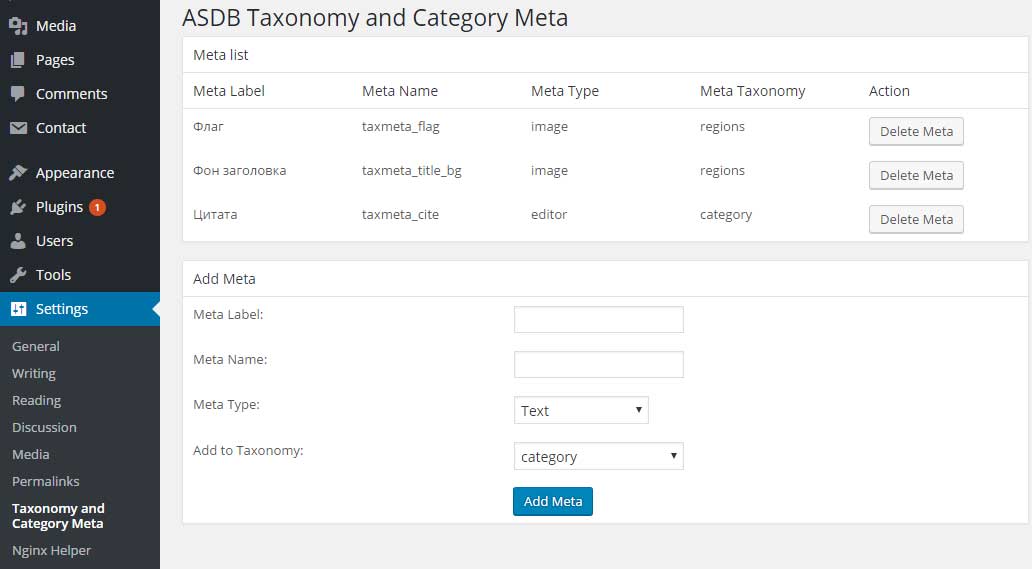 Media
Pages
Comments
Contact
Appearance
Plugins 1
Users
Tools
Settings
General
Writing
Reading
Discussion
Media
Permalinks
Taxonomy and
Category Meta
Nginx Helper
ASDB Taxonomy and Category Meta
Meta list
Meta Label Meta Name Meta Type Meta Taxonomy Action
Флаг taxmeta_flag image regions Delete Meta
Фон заголовка taxmeta_title_bg image regions Delete Meta
Цитата taxmeta_cite editor category Delete Meta
Add Meta
Meta Label:
Meta Name:
Meta Type: Text
Add to Taxonomy: category
Add Meta